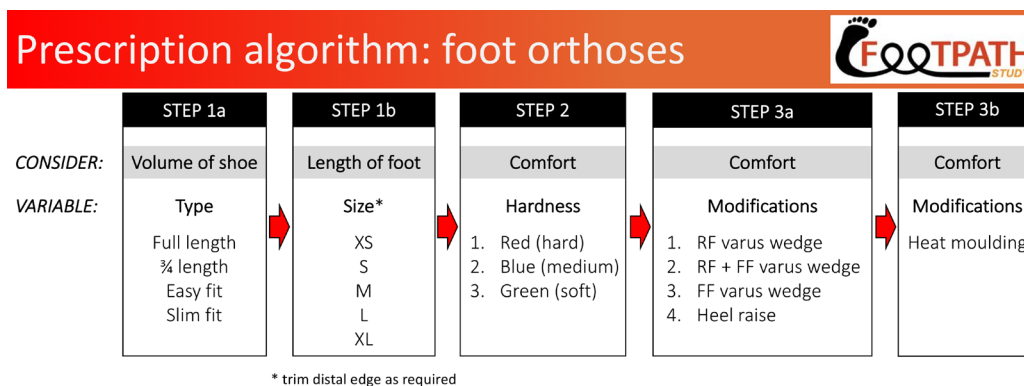 Prescription algorithm: foot orthoses
FOOTPATH
STUDY
STEP 1a
STEP 1b
STEP 2
STEP 3a
STEP 3b
CONSIDER:
Volume of shoe
Length of foot
Comfort
Comfort
Comfort
VARIABLE:
Type
Size*
Hardness
Modifications
Modifications
Full length
¾ length
Easy fit
Slim fit
XS
S
M
L
XL
1. Red (hard)
2. Blue (medium)
3. Green (soft)
1. RF varus wedge
2. RF + FF varus wedge
3. FF varus wedge
4. Heel raise
Heat moulding
* trim distal edge as required